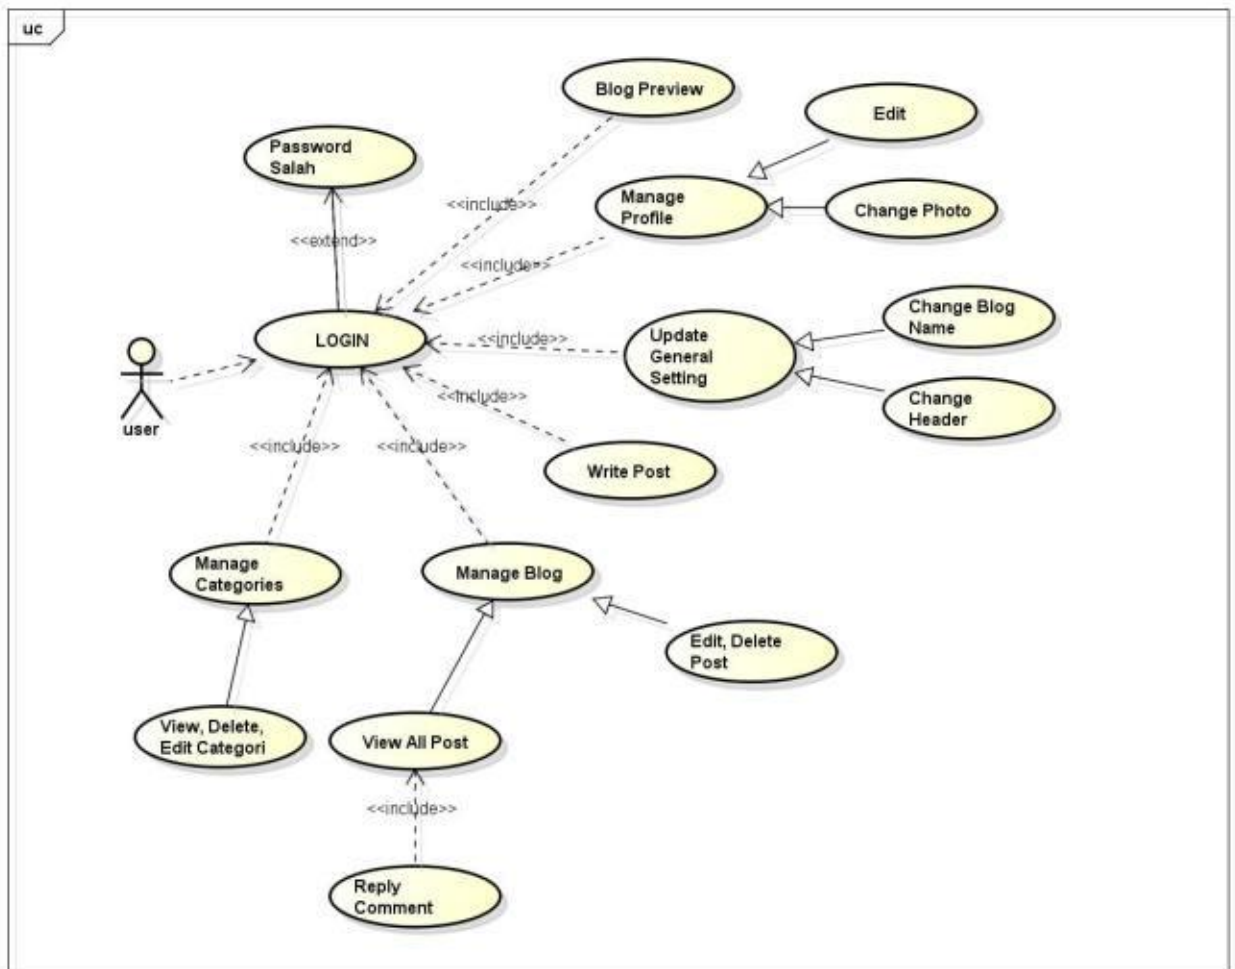 uc
Blog Preview
Edit
Password
Salah
<<include>>
Manage
Profile
Change Photo
<<extend>>
<<include>>
Change Blog
Name
LOGIN
<<include>>
Update
General
Setting
<<include>>
Change
Header
user
<<include>>
<<include>>
Write Post
Manage
Categories
Manage Blog
Edit, Delete
Post
View, Delete,
Edit Categori
View All Post
<<include>>
Reply
Comment